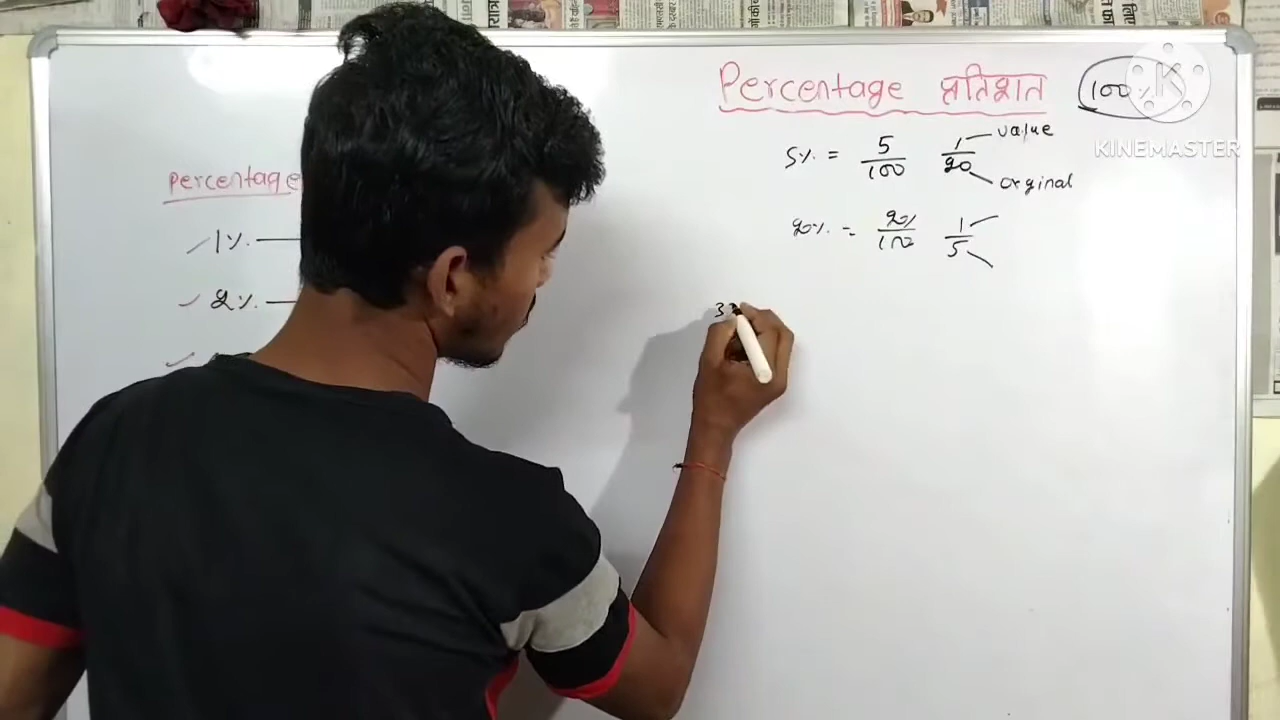 Percentage प्रतिशत 100%
KINEMASTER
5% = 5/100 1/20 value
orginal
20% = 20/100 1/5
Percentage
1%
2%
3